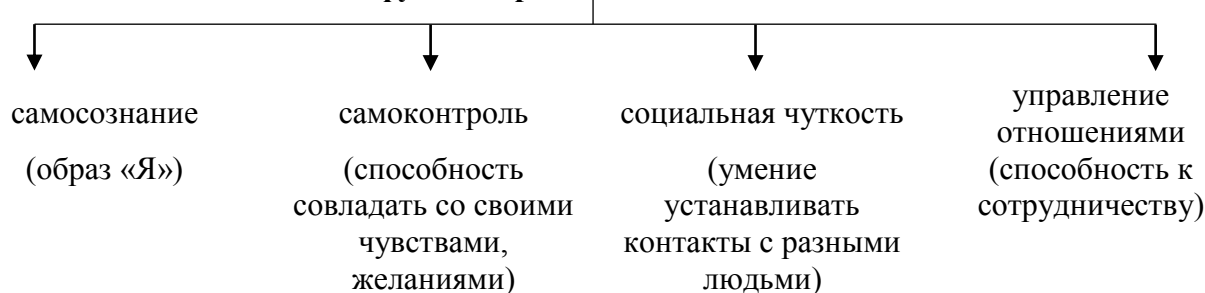 самосознание
(образ «Я»)
самоконтроль
(способность
совладать со своими
чувствами,
желаниями)
социальная чуткость
(умение
устанавливать
контакты с разными
людьми)
управление
отношениями
(способность к
сотрудничеству)